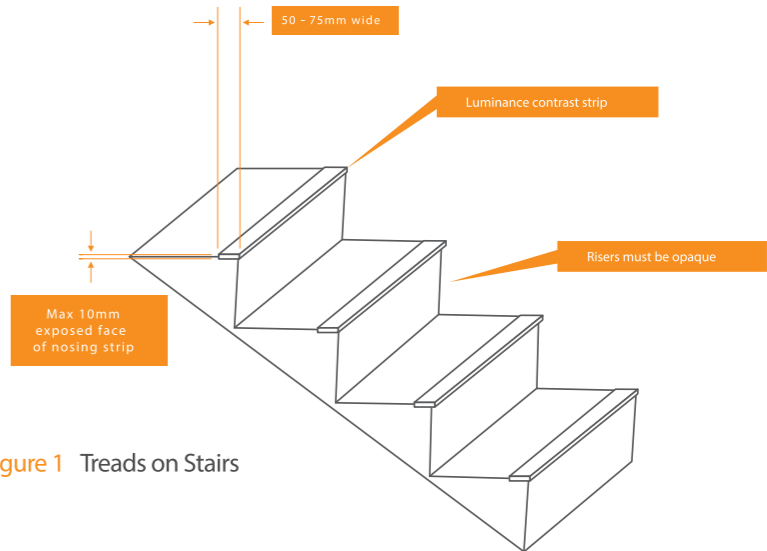 50 – 75mm wide
Luminance contrast strip
Risers must be opaque
Max 10mm
exposed face
of nosing strip
gure 1 Treads on Stairs